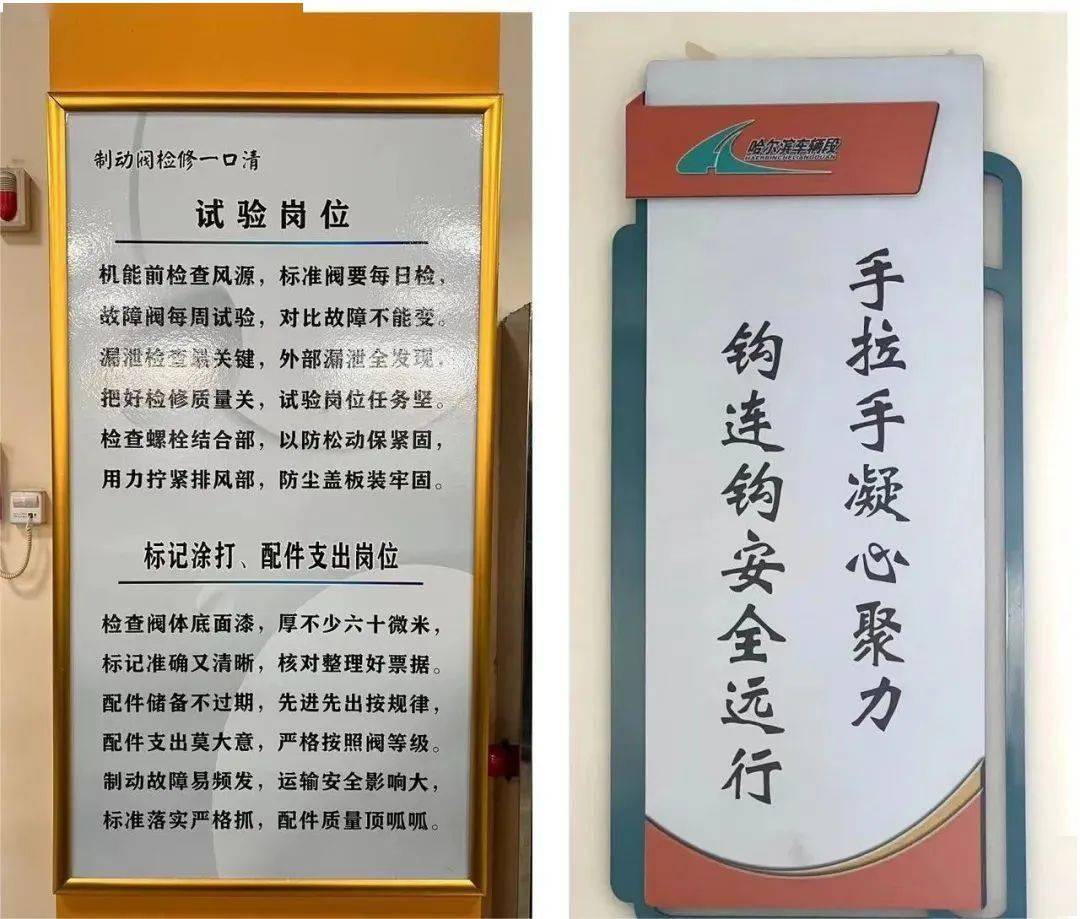 制动阀检修一口清
试验岗位
机能前检查风源，标准阀要每日检，
故障阀每周试验，对比故障不能变。
漏泄检查最关键，外部漏泄全发现，
把好检修质量关，试验岗位任务坚。
检查螺栓结合部，以防松动保紧固，
用力拧紧排风部，防尘盖板装牢固。
标记涂打、配件支出岗位
检查阀体底面漆，厚不少六十微米，
标记准确又清晰，核对整理好票据。
配件储备不过期，先进先出按规律，
配件支出莫大意，严格按照阀等级。
制动故障易频发，运输安全影响大，
标准落实严格抓，配件质量顶呱呱。
哈尔滨车辆段
HAERBINCHELIANGDUAN
手拉手凝心聚力
钩连钩安全远行